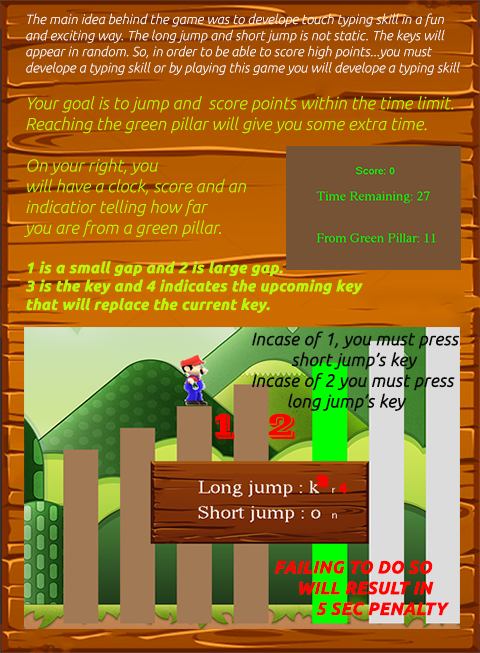 The main idea behind the game was to develope touch typing skill in a fun
and exciting way. The long jump and short jump is not static. The keys will
appear in random. So, in order to be able to score high points...you must
develope a typing skill or by playing this game you will develope a typing skill
Your goal is to jump and score points within the time limit.
Reaching the green pillar will give you some extra time.
On your right, you
will have a clock, score and an
indicatior telling how far
you are from a green pillar.
Score: 0
Time Remaining: 27
From Green Pillar: 11
1 is a small gap and 2 is large gap.
3 is the key and 4 indicates the upcoming key
that will replace the current key.
Incase of 1, you must press
short jump's key
Incase of 2 you must press
long jump's key
1 2
Long jump : k 3 r 4
Short jump : o n
FAILING TO DO SO
WILL RESULT IN
5 SEC PENALTY